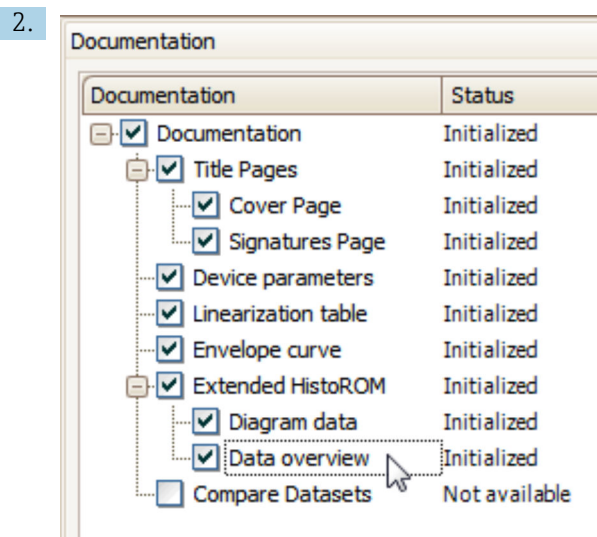 2.
Documentation
Documentation Status
Documentation Initialized
Title Pages Initialized
Cover Page Initialized
Signatures Page Initialized
Device parameters Initialized
Linearization table Initialized
Envelope curve Initialized
Extended HistoROM Initialized
Diagram data Initialized
Data overview Initialized
Compare Datasets Not available